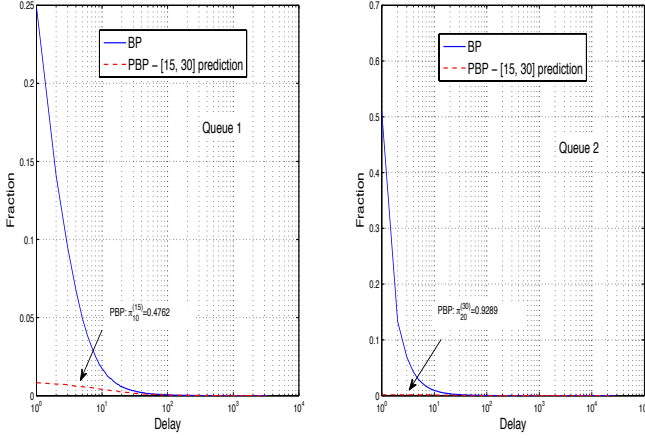 0.25
0.2
0.15
0.1
0.05
0
10^0
10^1
10^2
10^3
10^4
Fraction
Delay
BP
PBP – [15, 30] prediction
Queue 1
PBP: π_10^(15)=0.4762
0.7
0.6
0.5
0.4
0.3
0.2
0.1
0
10^0
10^1
10^2
10^3
10^4
Fraction
Delay
BP
PBP – [15, 30] prediction
Queue 2
PBP: π_20^(30)=0.9289